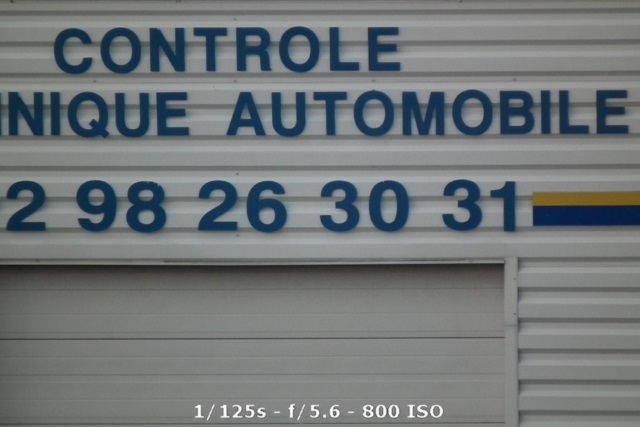 CONTROLE
NIQUE AUTOMOBILE
2 98 26 30 31
1/125s - f/5.6 - 800 ISO